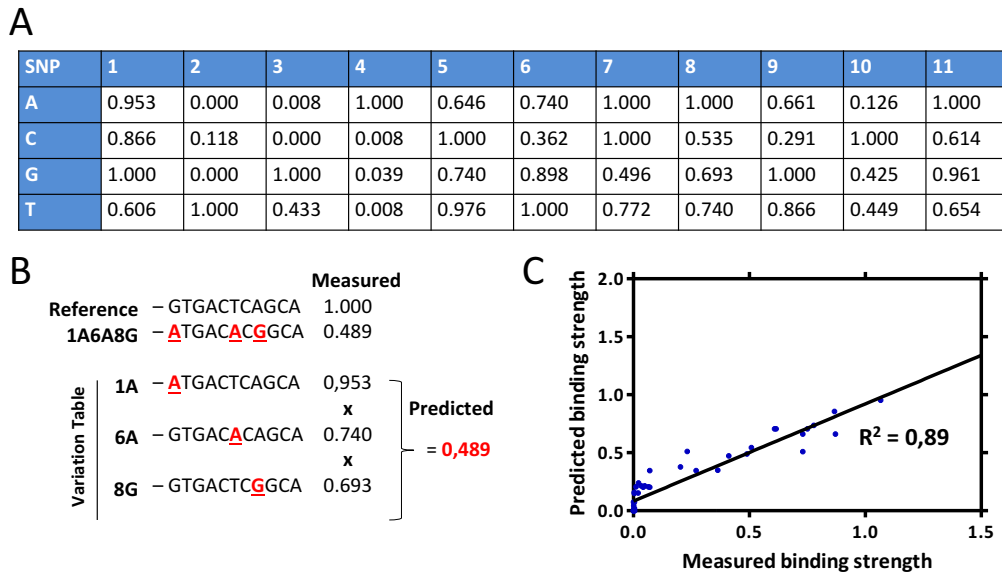 A
SNP 1 2 3 4 5 6 7 8 9 10 11
A 0.953 0.000 0.008 1.000 0.646 0.740 1.000 1.000 0.661 0.126 1.000
C 0.866 0.118 0.000 0.008 1.000 0.362 1.000 0.535 0.291 1.000 0.614
G 1.000 0.000 1.000 0.039 0.740 0.898 0.496 0.693 1.000 0.425 0.961
T 0.606 1.000 0.433 0.008 0.976 1.000 0.772 0.740 0.866 0.449 0.654
B
Measured
Reference – GTGACTCAGCA 1.000
1A6A8G – ATGACACGGCA 0.489
Variation Table
1A – ATGACTCAGCA 0,953
x
6A – GTGACACAGCA 0.740
x
8G – GTGACTCGGCA 0.693
Predicted
= 0,489
C
Predicted binding strength
2.0
1.5
1.0
0.5
0.0
R² = 0,89
0.0 0.5 1.0 1.5
Measured binding strength